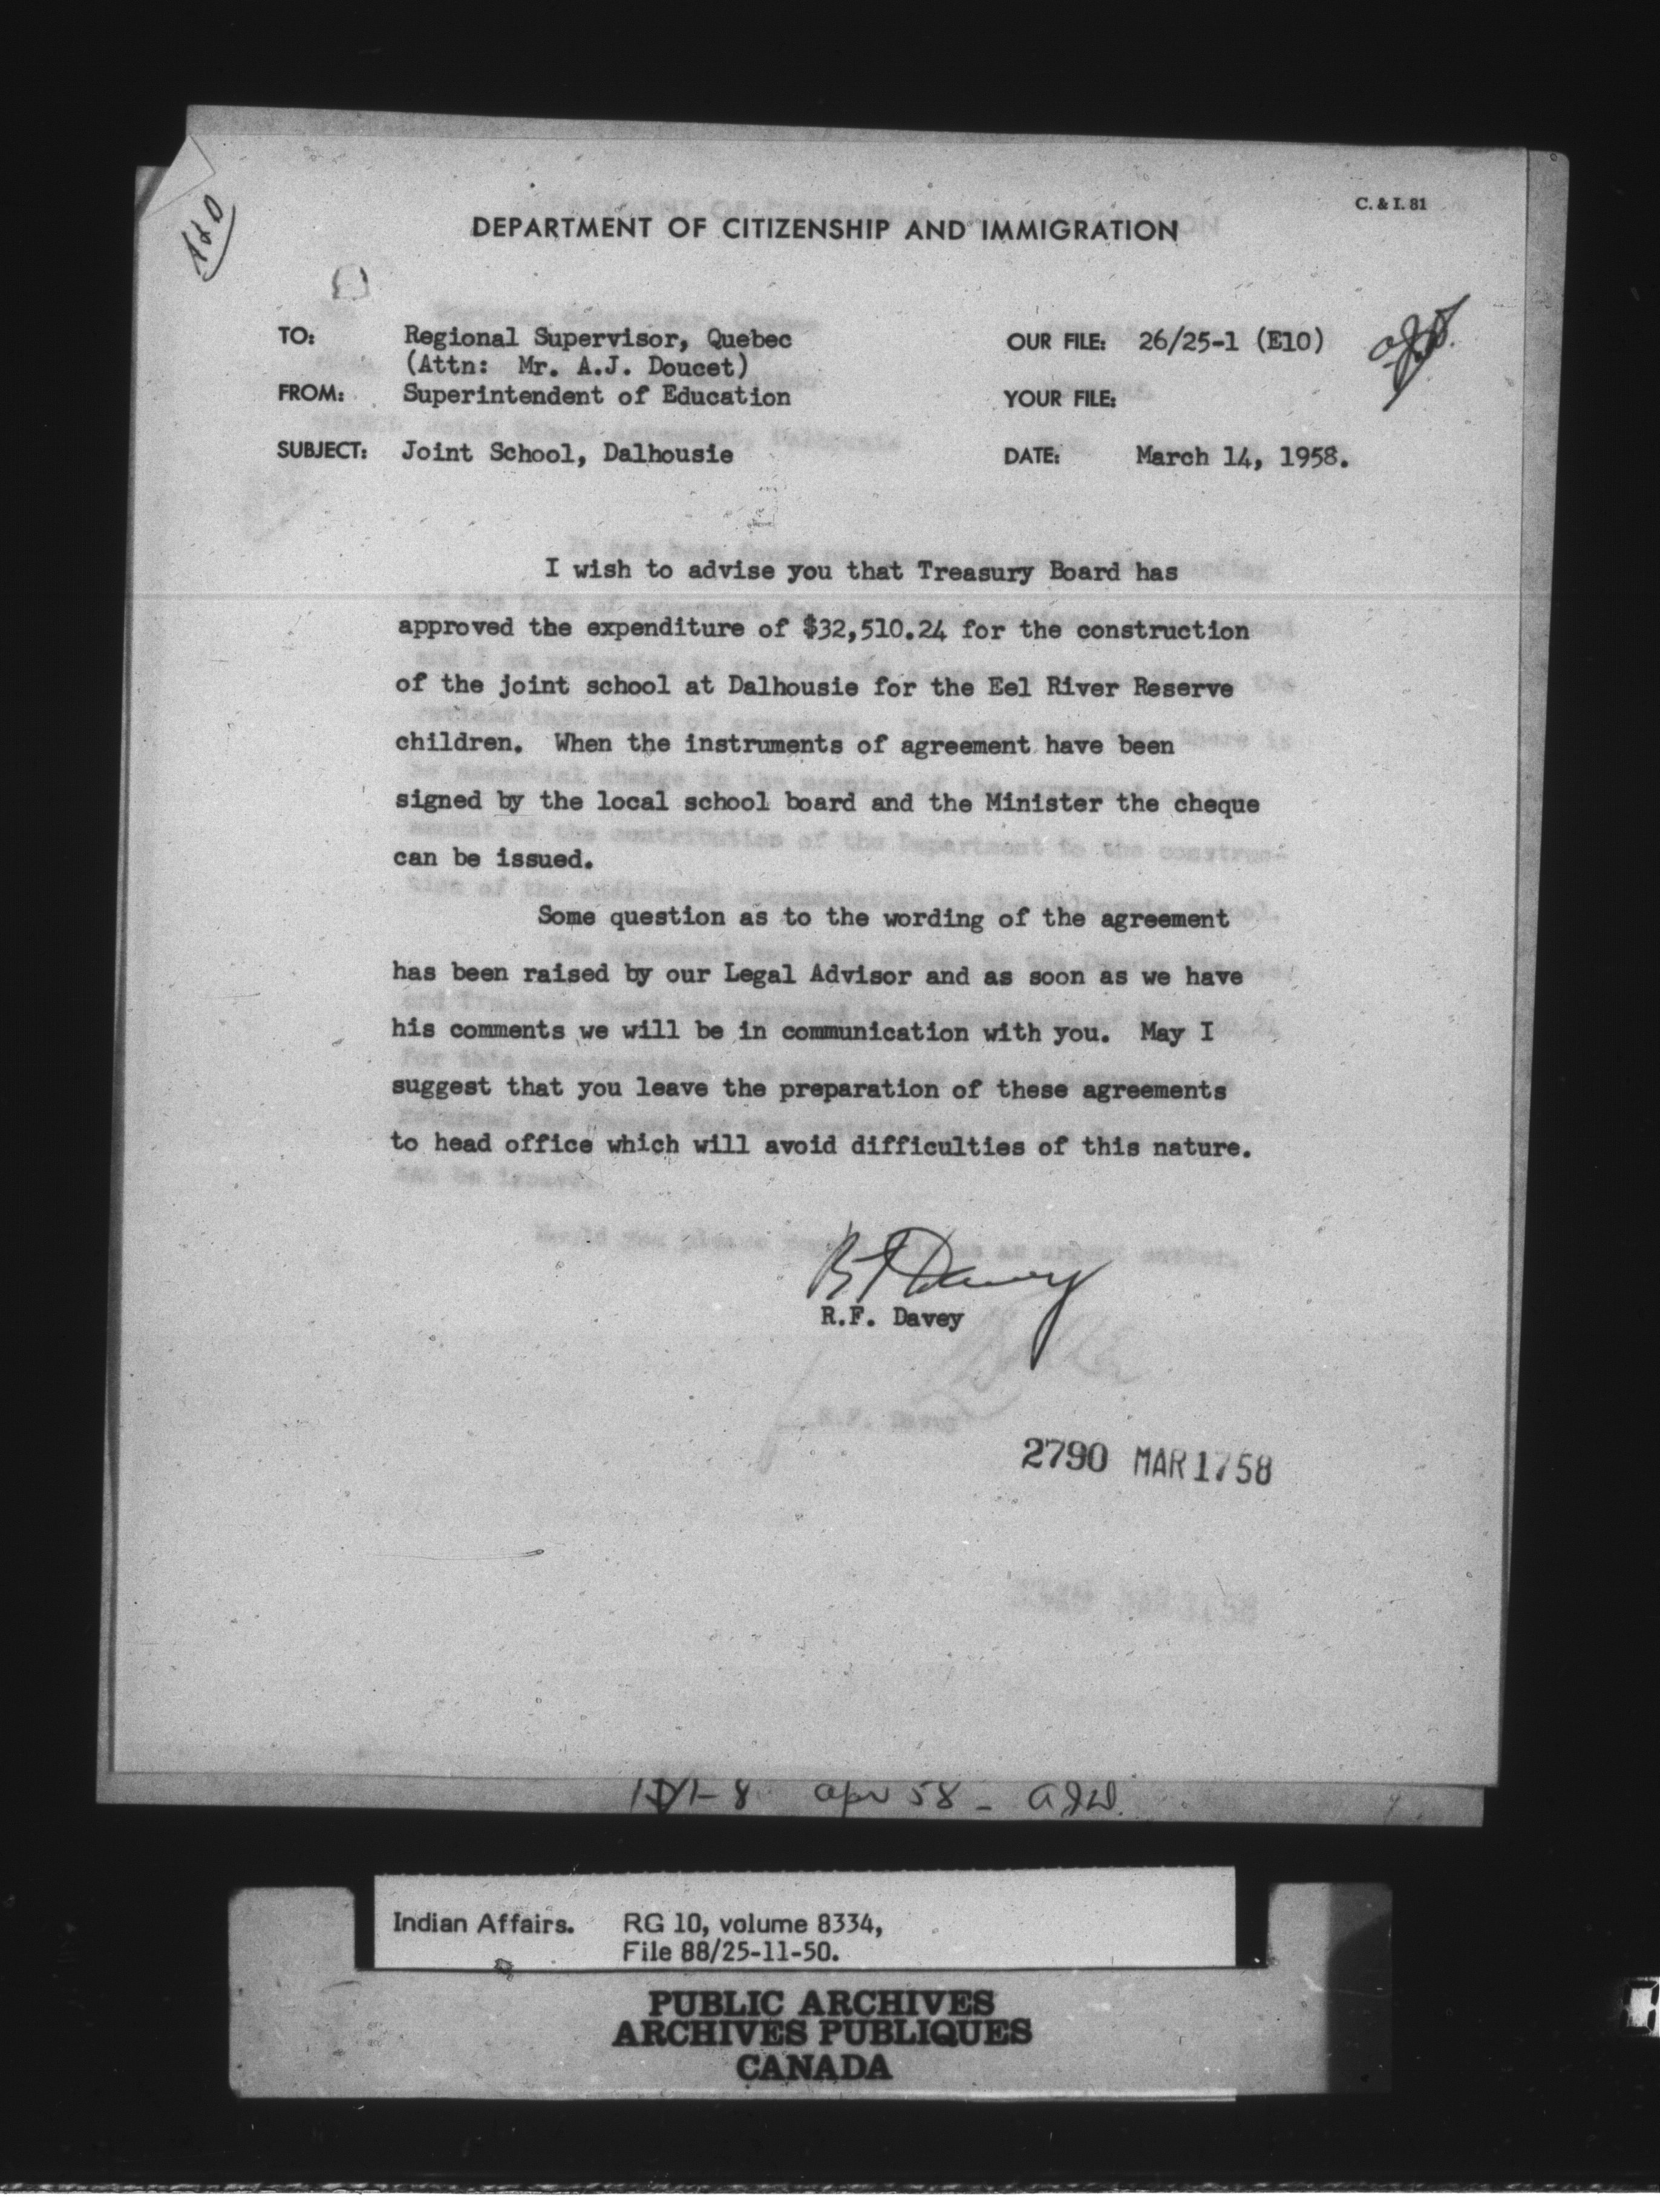 C. & I. 81
DEPARTMENT OF CITIZENSHIP AND IMMIGRATION
TO: Regional Supervisor, Quebec
(Attn: Mr. A.J. Doucet)
OUR FILE: 26/25-1 (E10)
FROM: Superintendent of Education
YOUR FILE:
SUBJECT: Joint School, Dalhousie
DATE: March 14, 1958.
I wish to advise you that Treasury Board has
approved the expenditure of $32,510.24 for the construction
of the joint school at Dalhousie for the Eel River Reserve
children. When the instruments of agreement have been
signed by the local school board and the Minister the cheque
can be issued.
Some question as to the wording of the agreement
has been raised by our Legal Advisor and as soon as we have
his comments we will be in communication with you. May I
suggest that you leave the preparation of these agreements
to head office which will avoid difficulties of this nature.
R.F. Davey
R.F. Davey
2790 MAR 17 58
apr 58 -
Indian Affairs. RG 10, volume 8334,
File 88/25-11-50.
PUBLIC ARCHIVES
ARCHIVES PUBLIQUES
CANADA